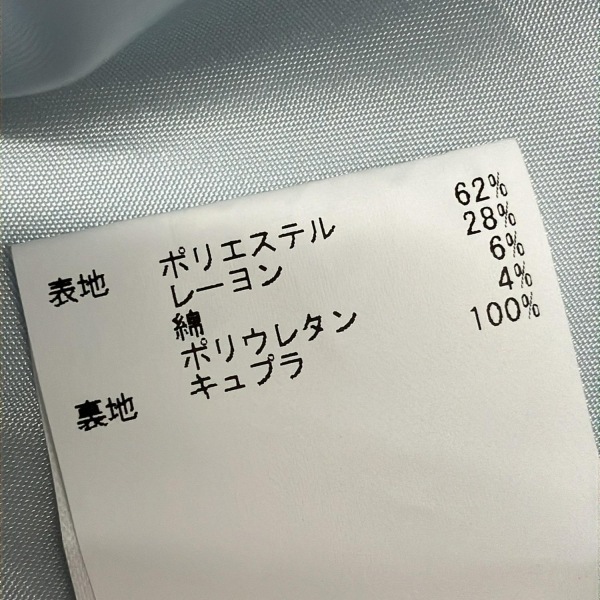 表地 ポリエステル 62%
レーヨン 28%
綿 6%
ポリウレタン 4%
裏地 キュプラ 100%